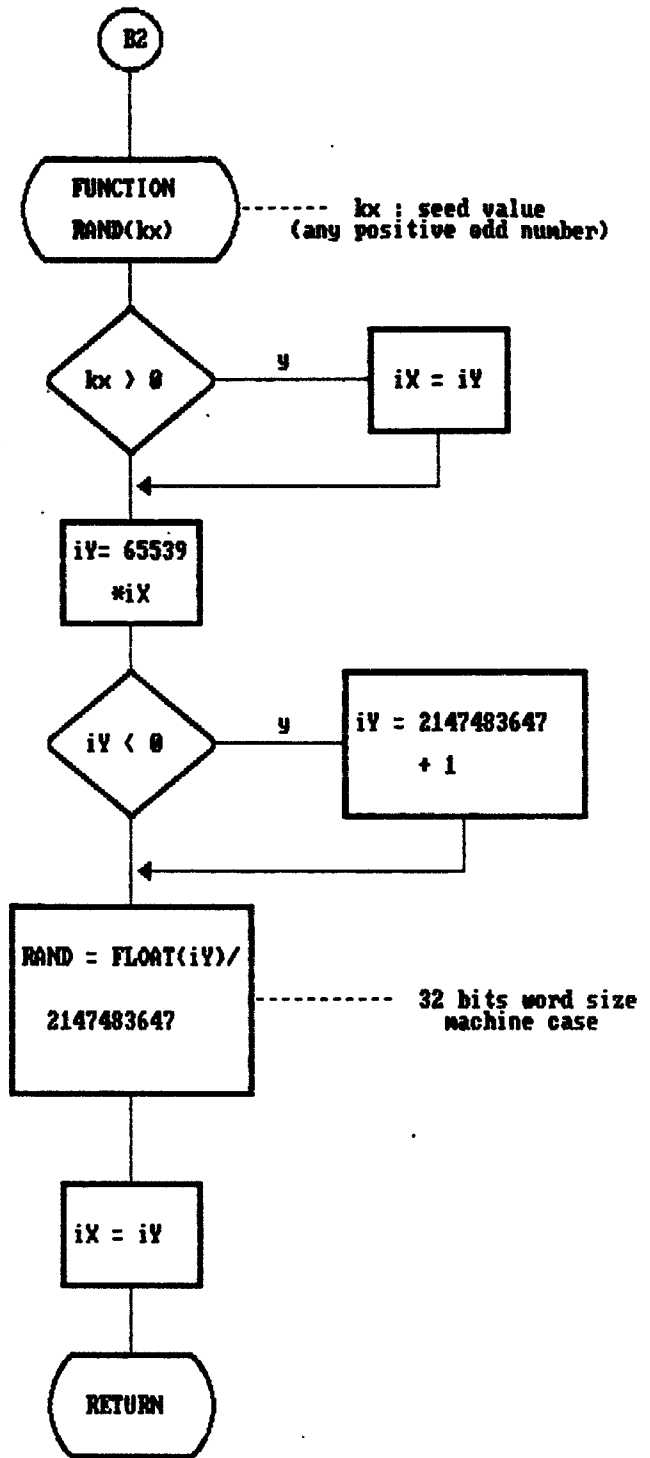 B2
FUNCTION
RAND(kx)
kx : seed value
(any positive odd number)
kx > 0
y
iX = iY
iY= 65539
*iX
iY < 0
y
iY = 2147483647
+ 1
RAND = FLOAT(iY)/
2147483647
32 bits word size
machine case
iX = iY
RETURN